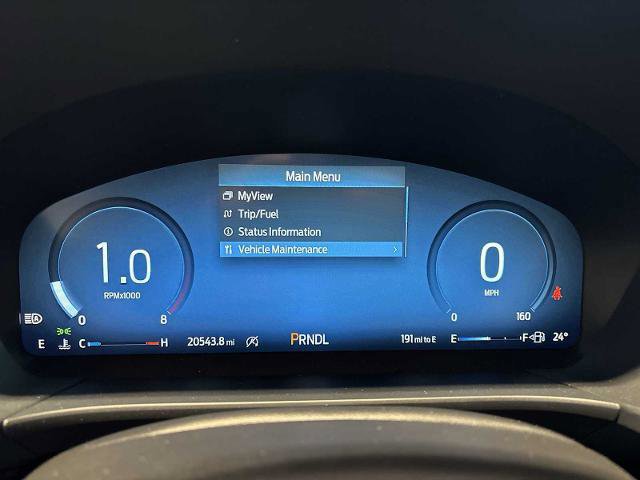 Main Menu
MyView
Trip/Fuel
Status Information
Vehicle Maintenance
1.0
RPMx1000
0 8
0
MPH
0 160
A
E C H 20543.8 mi PRNDL 191 mi to E E F 24°